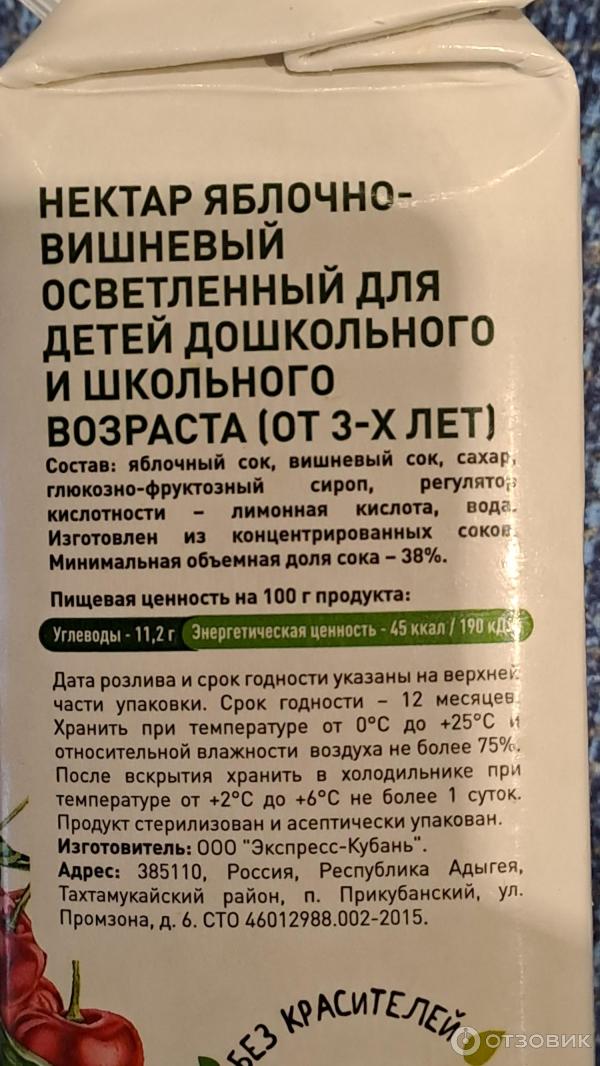 НЕКТАР ЯБЛОЧНО-
ВИШНЕВЫЙ
ОСВЕТЛЕННЫЙ ДЛЯ
ДЕТЕЙ ДОШКОЛЬНОГО
И ШКОЛЬНОГО
ВОЗРАСТА (ОТ 3-Х ЛЕТ)
Состав: яблочный сок, вишневый сок, сахар,
глюкозно-фруктозный сироп, регулятор
кислотности – лимонная кислота, вода.
Изготовлен из концентрированных соков.
Минимальная объемная доля сока – 38%.
Пищевая ценность на 100 г продукта:
Углеводы - 11,2 г Энергетическая ценность - 45 ккал / 190 кДж
Дата розлива и срок годности указаны на верхней
части упаковки. Срок годности – 12 месяцев.
Хранить при температуре от 0°С до +25°С и
относительной влажности воздуха не более 75%.
После вскрытия хранить в холодильнике при
температуре от +2°С до +6°С не более 1 суток.
Продукт стерилизован и асептически упакован.
Изготовитель: ООО "Экспресс-Кубань".
Адрес: 385110, Россия, Республика Адыгея,
Тахтамукайский район, п. Прикубанский, ул.
Промзона, д. 6. СТО 46012988.002-2015.
БЕЗ КРАСИТЕЛЕЙ
ОТЗОВИК